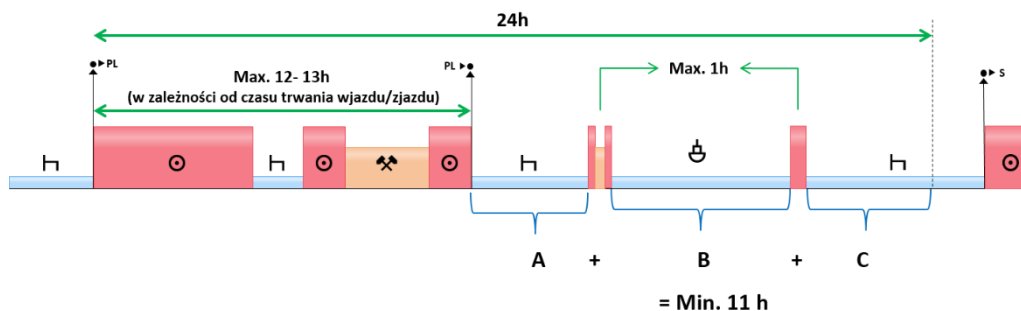 24h
PL
Max. 12- 13h
(w zależności od czasu trwania wjazdu/zjazdu)
PL
Max. 1h
S
A + B + C
= Min. 11 h